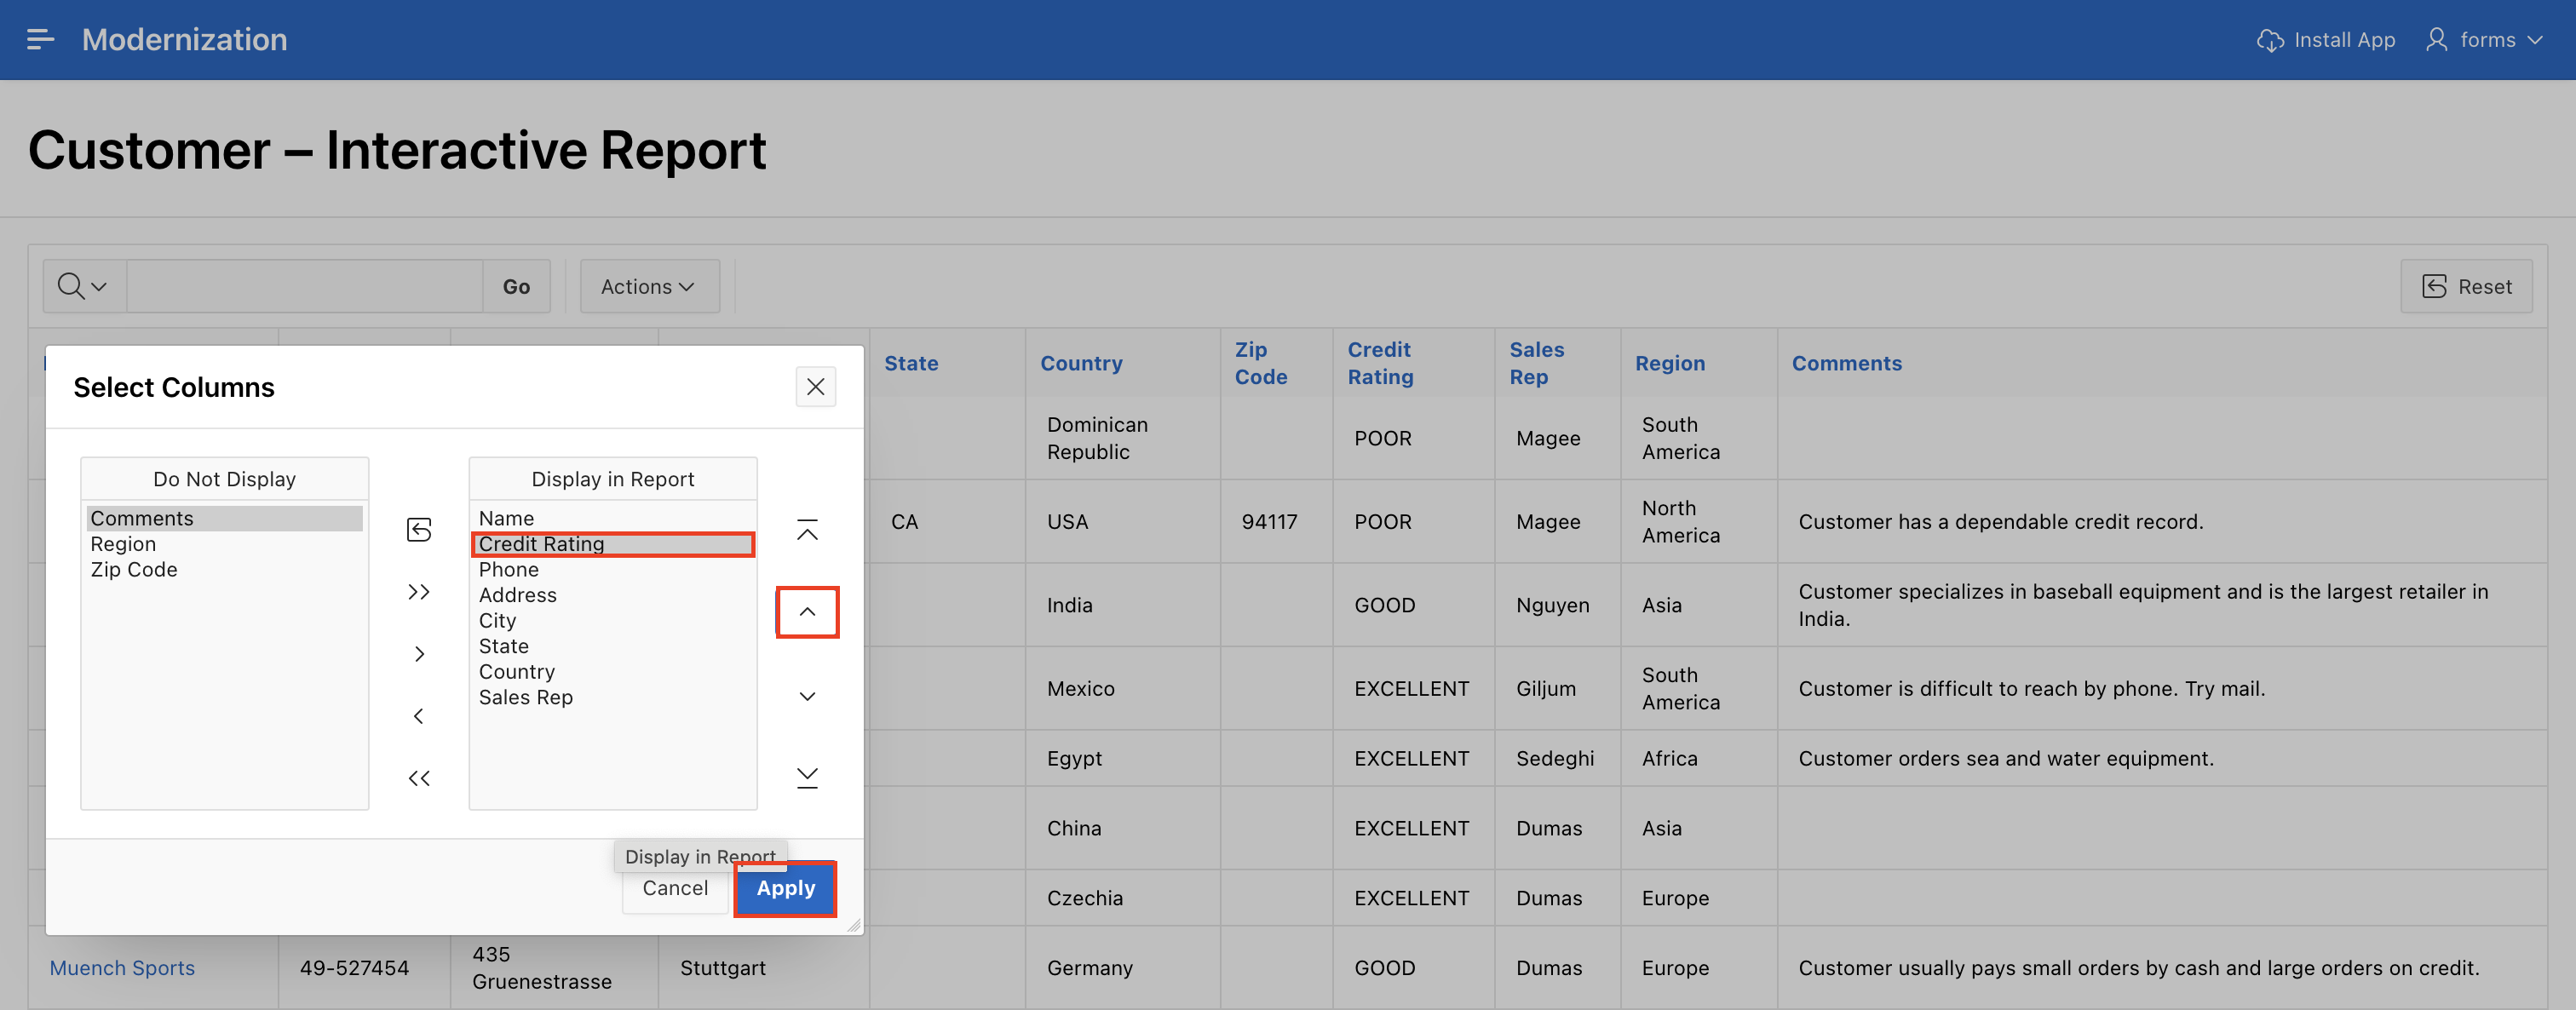 Modernization
Install App
forms
Customer – Interactive Report
Go
Actions
Reset
State
Country
Zip Code
Credit Rating
Sales Rep
Region
Comments
Select Columns
Do Not Display
Comments
Region
Zip Code
Display in Report
Name
Credit Rating
Phone
Address
City
State
Country
Sales Rep
Display in Report
Cancel
Apply
Dominican Republic
POOR
Magee
South America
CA
USA
94117
POOR
Magee
North America
Customer has a dependable credit record.
India
GOOD
Nguyen
Asia
Customer specializes in baseball equipment and is the largest retailer in
India.
Mexico
EXCELLENT
Giljum
South America
Customer is difficult to reach by phone. Try mail.
Egypt
EXCELLENT
Sedeghi
Africa
Customer orders sea and water equipment.
China
EXCELLENT
Dumas
Asia
Czechia
EXCELLENT
Dumas
Europe
Muench Sports
49-527454
435
Gruenestrasse
Stuttgart
Germany
GOOD
Dumas
Europe
Customer usually pays small orders by cash and large orders on credit.